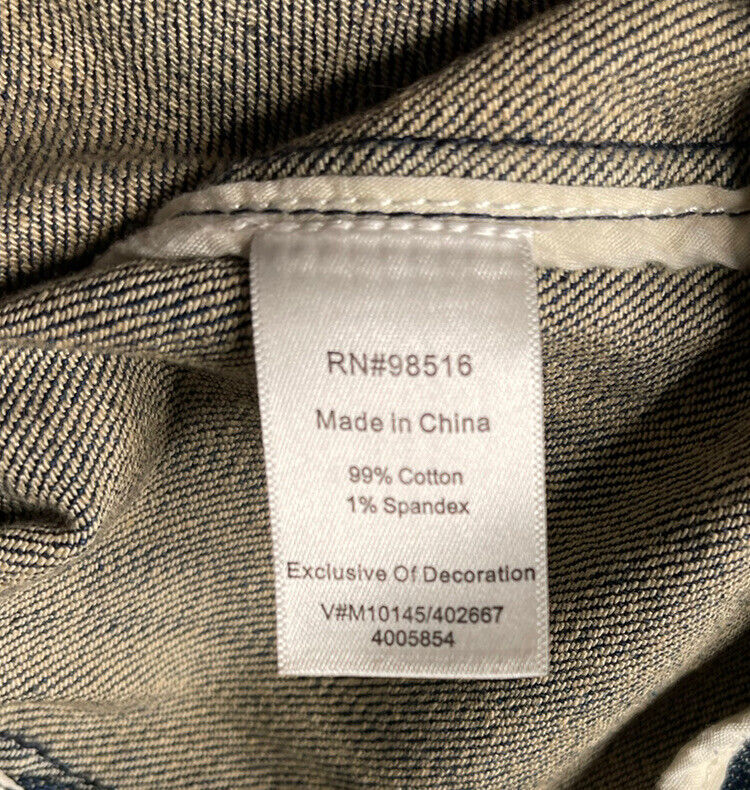 RN#98516
Made in China
99% Cotton
1% Spandex
Exclusive Of Decoration
V#M10145/402667
4005854